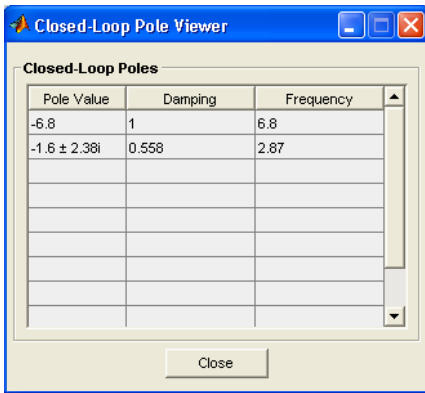 Closed-Loop Pole Viewer
Closed-Loop Poles
Pole Value Damping Frequency
-6.8 1 6.8
-1.6 ± 2.38i 0.558 2.87
Close